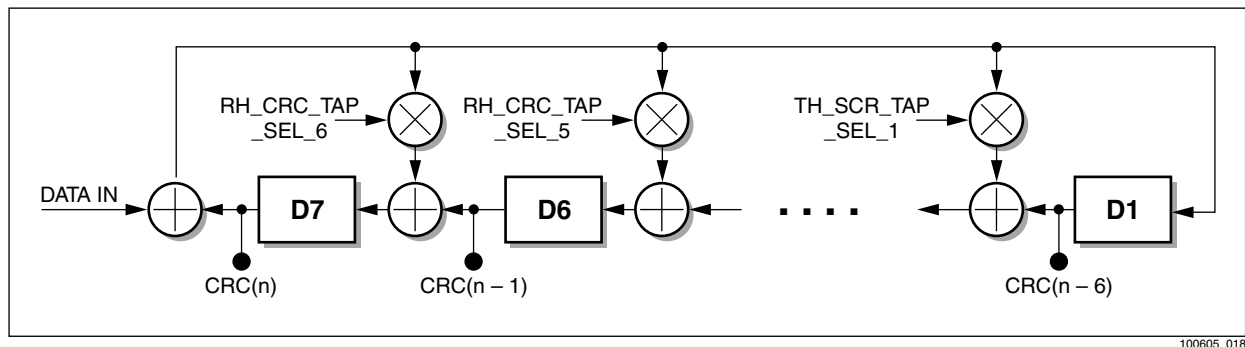 RH_CRC_TAP
_SEL_6
RH_CRC_TAP
_SEL_5
TH_SCR_TAP
_SEL_1
DATA IN
D7
D6
. . . .
D1
CRC(n)
CRC(n – 1)
CRC(n – 6)
100605_018